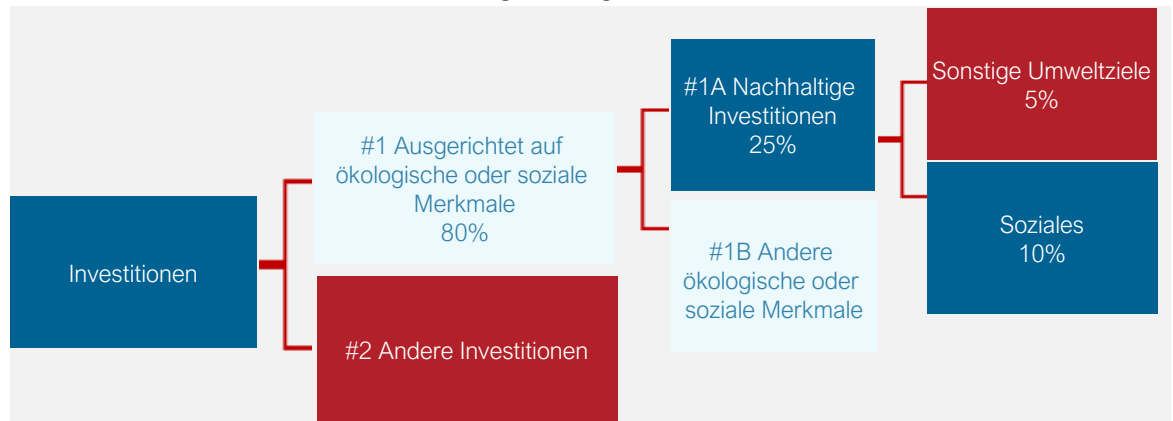 Investitionen
#1 Ausgerichtet auf
ökologische oder soziale
Merkmale
80%
#2 Andere Investitionen
#1A Nachhaltige
Investitionen
25%
#1B Andere
ökologische oder
soziale Merkmale
Sonstige Umweltziele
5%
Soziales
10%